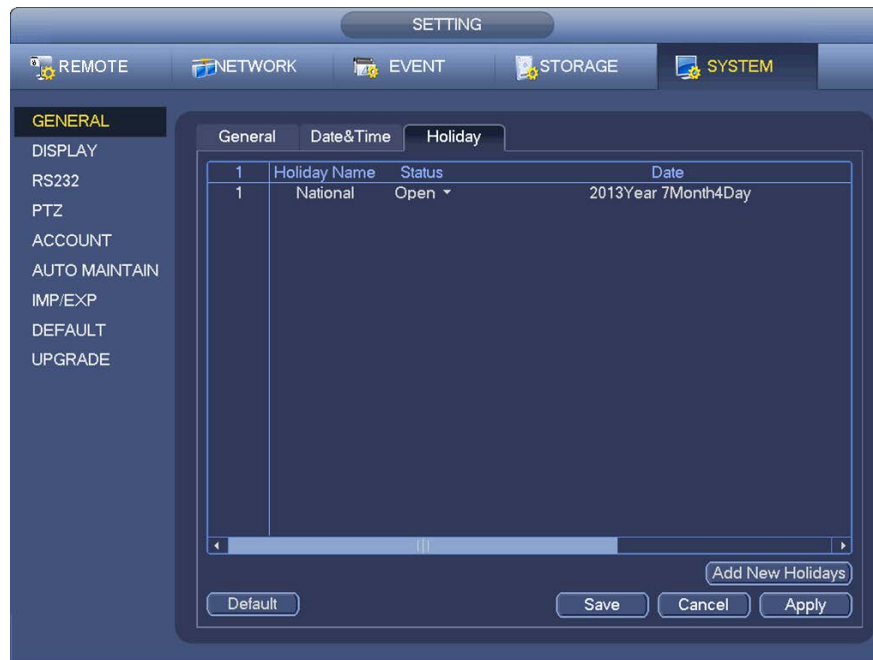 SETTING
REMOTE NETWORK EVENT STORAGE SYSTEM
GENERAL
DISPLAY
RS232
PTZ
ACCOUNT
AUTO MAINTAIN
IMP/EXP
DEFAULT
UPGRADE
General Date&Time Holiday
1 Holiday Name Status Date
1 National Open 2013Year 7Month4Day
Add New Holidays
Default Save Cancel Apply